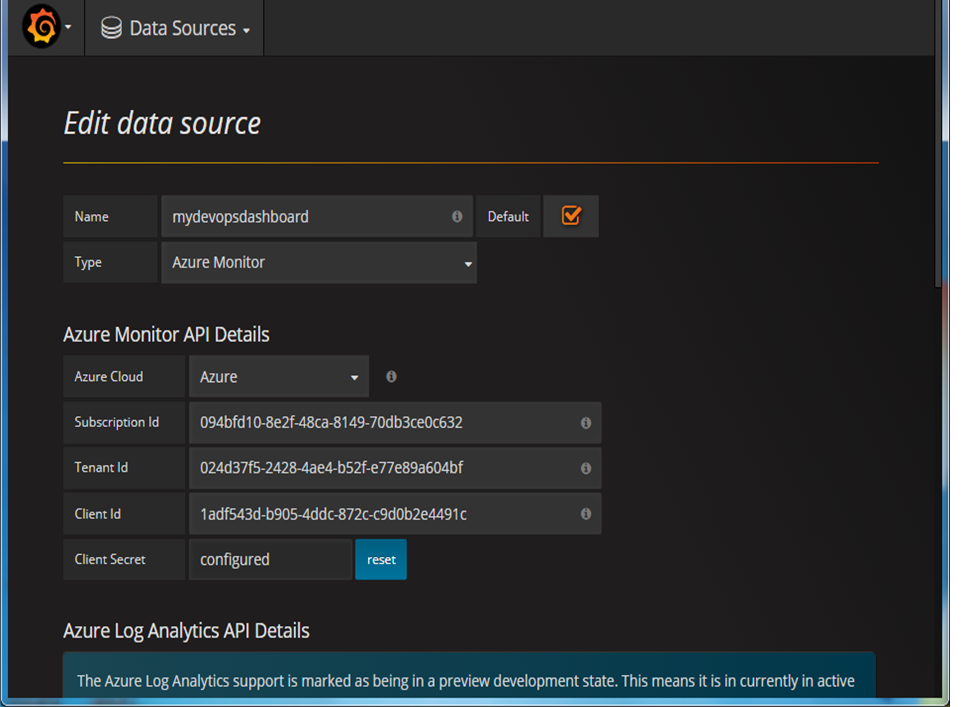 Data Sources
Edit data source
Name mydevopsdashboard Default
Type Azure Monitor
Azure Monitor API Details
Azure Cloud Azure
Subscription Id 094bfd10-8e2f-48ca-8149-70db3ce0c632
Tenant Id 024d37f5-2428-4ae4-b52f-e77e89a604bf
Client Id 1adf543d-b905-4ddc-872c-c9d0b2e4491c
Client Secret configured reset
Azure Log Analytics API Details
The Azure Log Analytics support is marked as being in a preview development state. This means it is in currently in active